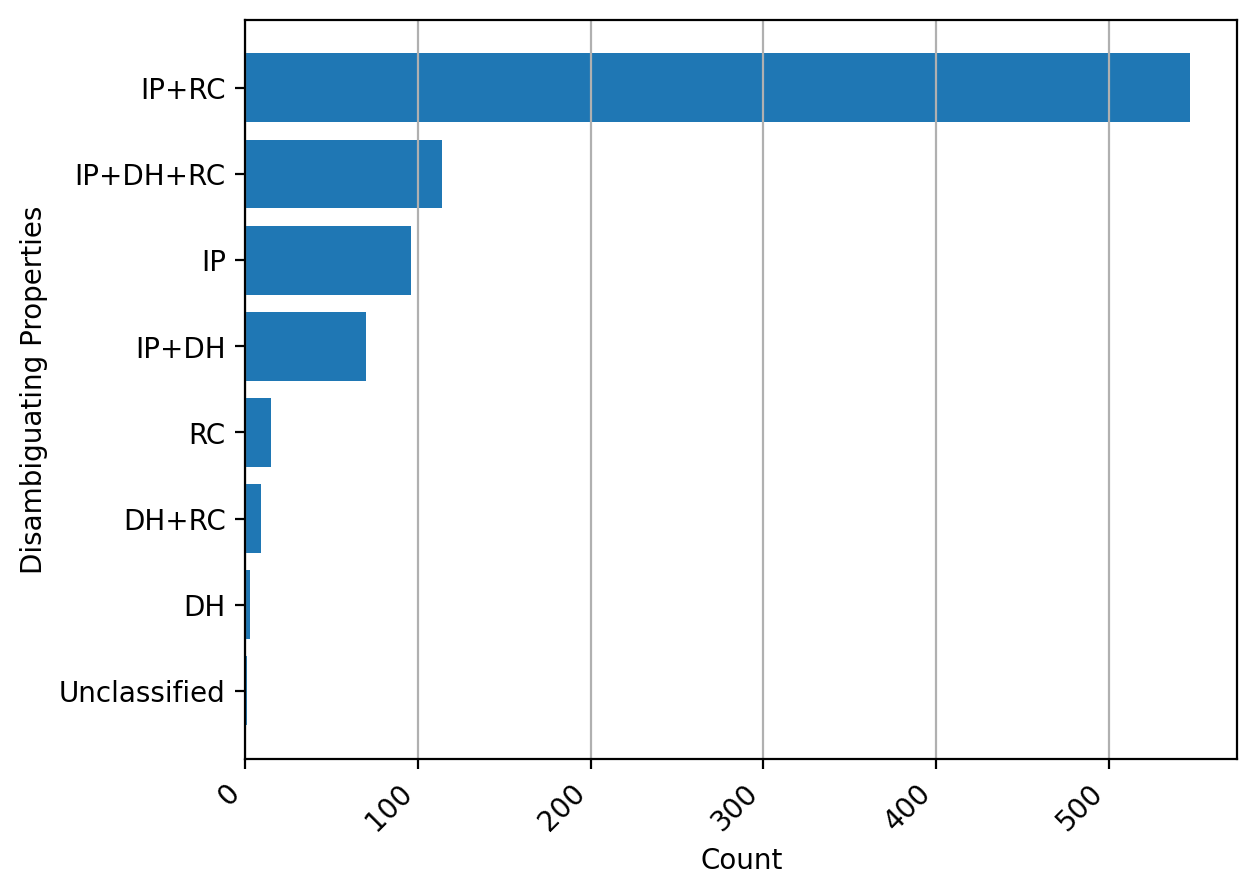 IP+RC
IP+DH+RC
IP
IP+DH
RC
DH+RC
DH
Unclassified
Disambiguating Properties
0 100 200 300 400 500
Count